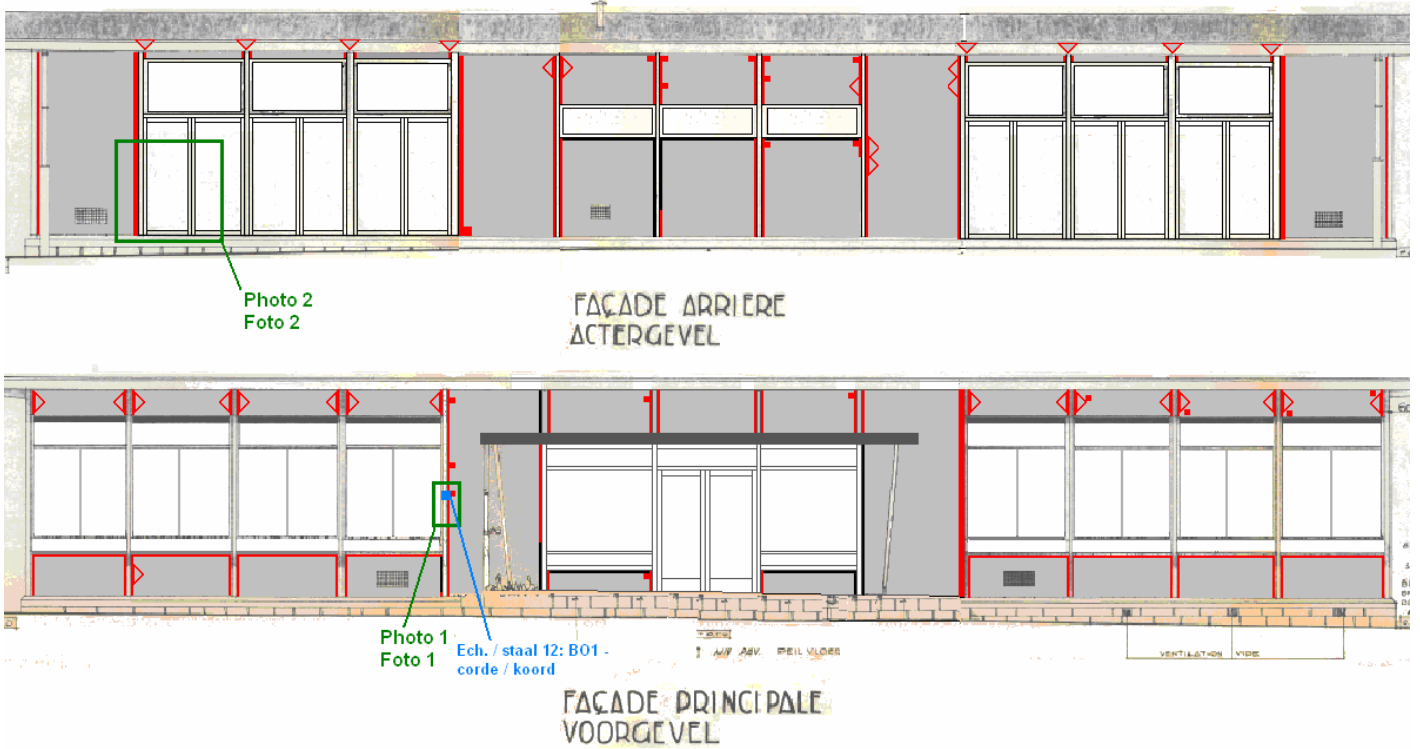 Photo 2
Foto 2
FAÇADE ARRIERE
ACTERGEVEL
Photo 1
Foto 1
Ech. / staal 12: BO1 -
corde / koord
PEIL VLOER
VENTILATION VIDE
FAÇADE PRINCIPALE
VOORGEVEL